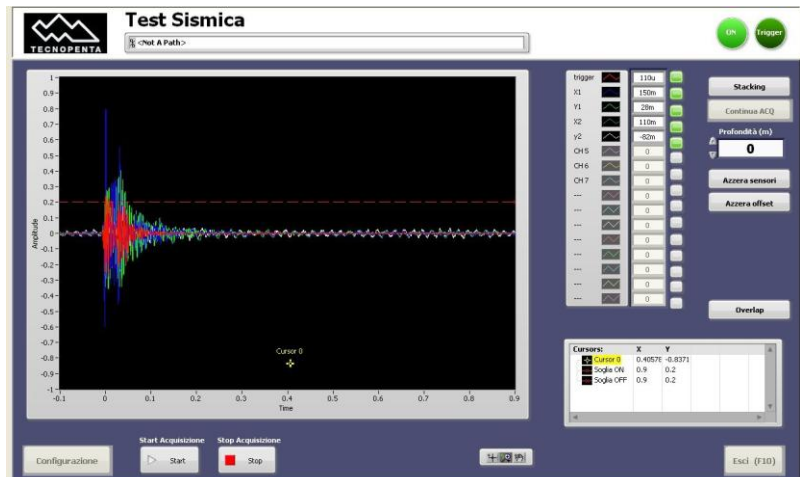 Test Sismica
TECNOPENTA
<Not A Path>
ON
Trigger
trigger 110u
X1 150m
Y1 28m
X2 110m
y2 -82m
CH 5 0
CH 6 0
CH 7 0
--- 0
--- 0
--- 0
--- 0
--- 0
--- 0
--- 0
--- 0
Stacking
Continua ACQ
Profondità (m)
0
Azzera sensori
Azzera offset
Overlap
Amplitude
1
0.9
0.8
0.7
0.6
0.5
0.4
0.3
0.2
0.1
0
-0.1
-0.2
-0.3
-0.4
-0.5
-0.6
-0.7
-0.8
-0.9
-1
Cursor 0
-0.1 0 0.1 0.2 0.3 0.4 0.5 0.6 0.7 0.8 0.9
Time
Cursors: X Y
Cursor 0 0.4057E -0.8371
Soglia ON 0.9 0.2
Soglia OFF 0.9 0.2
Configurazione
Start Acquisizione
Start
Stop Acquisizione
Stop
Esci (F10)